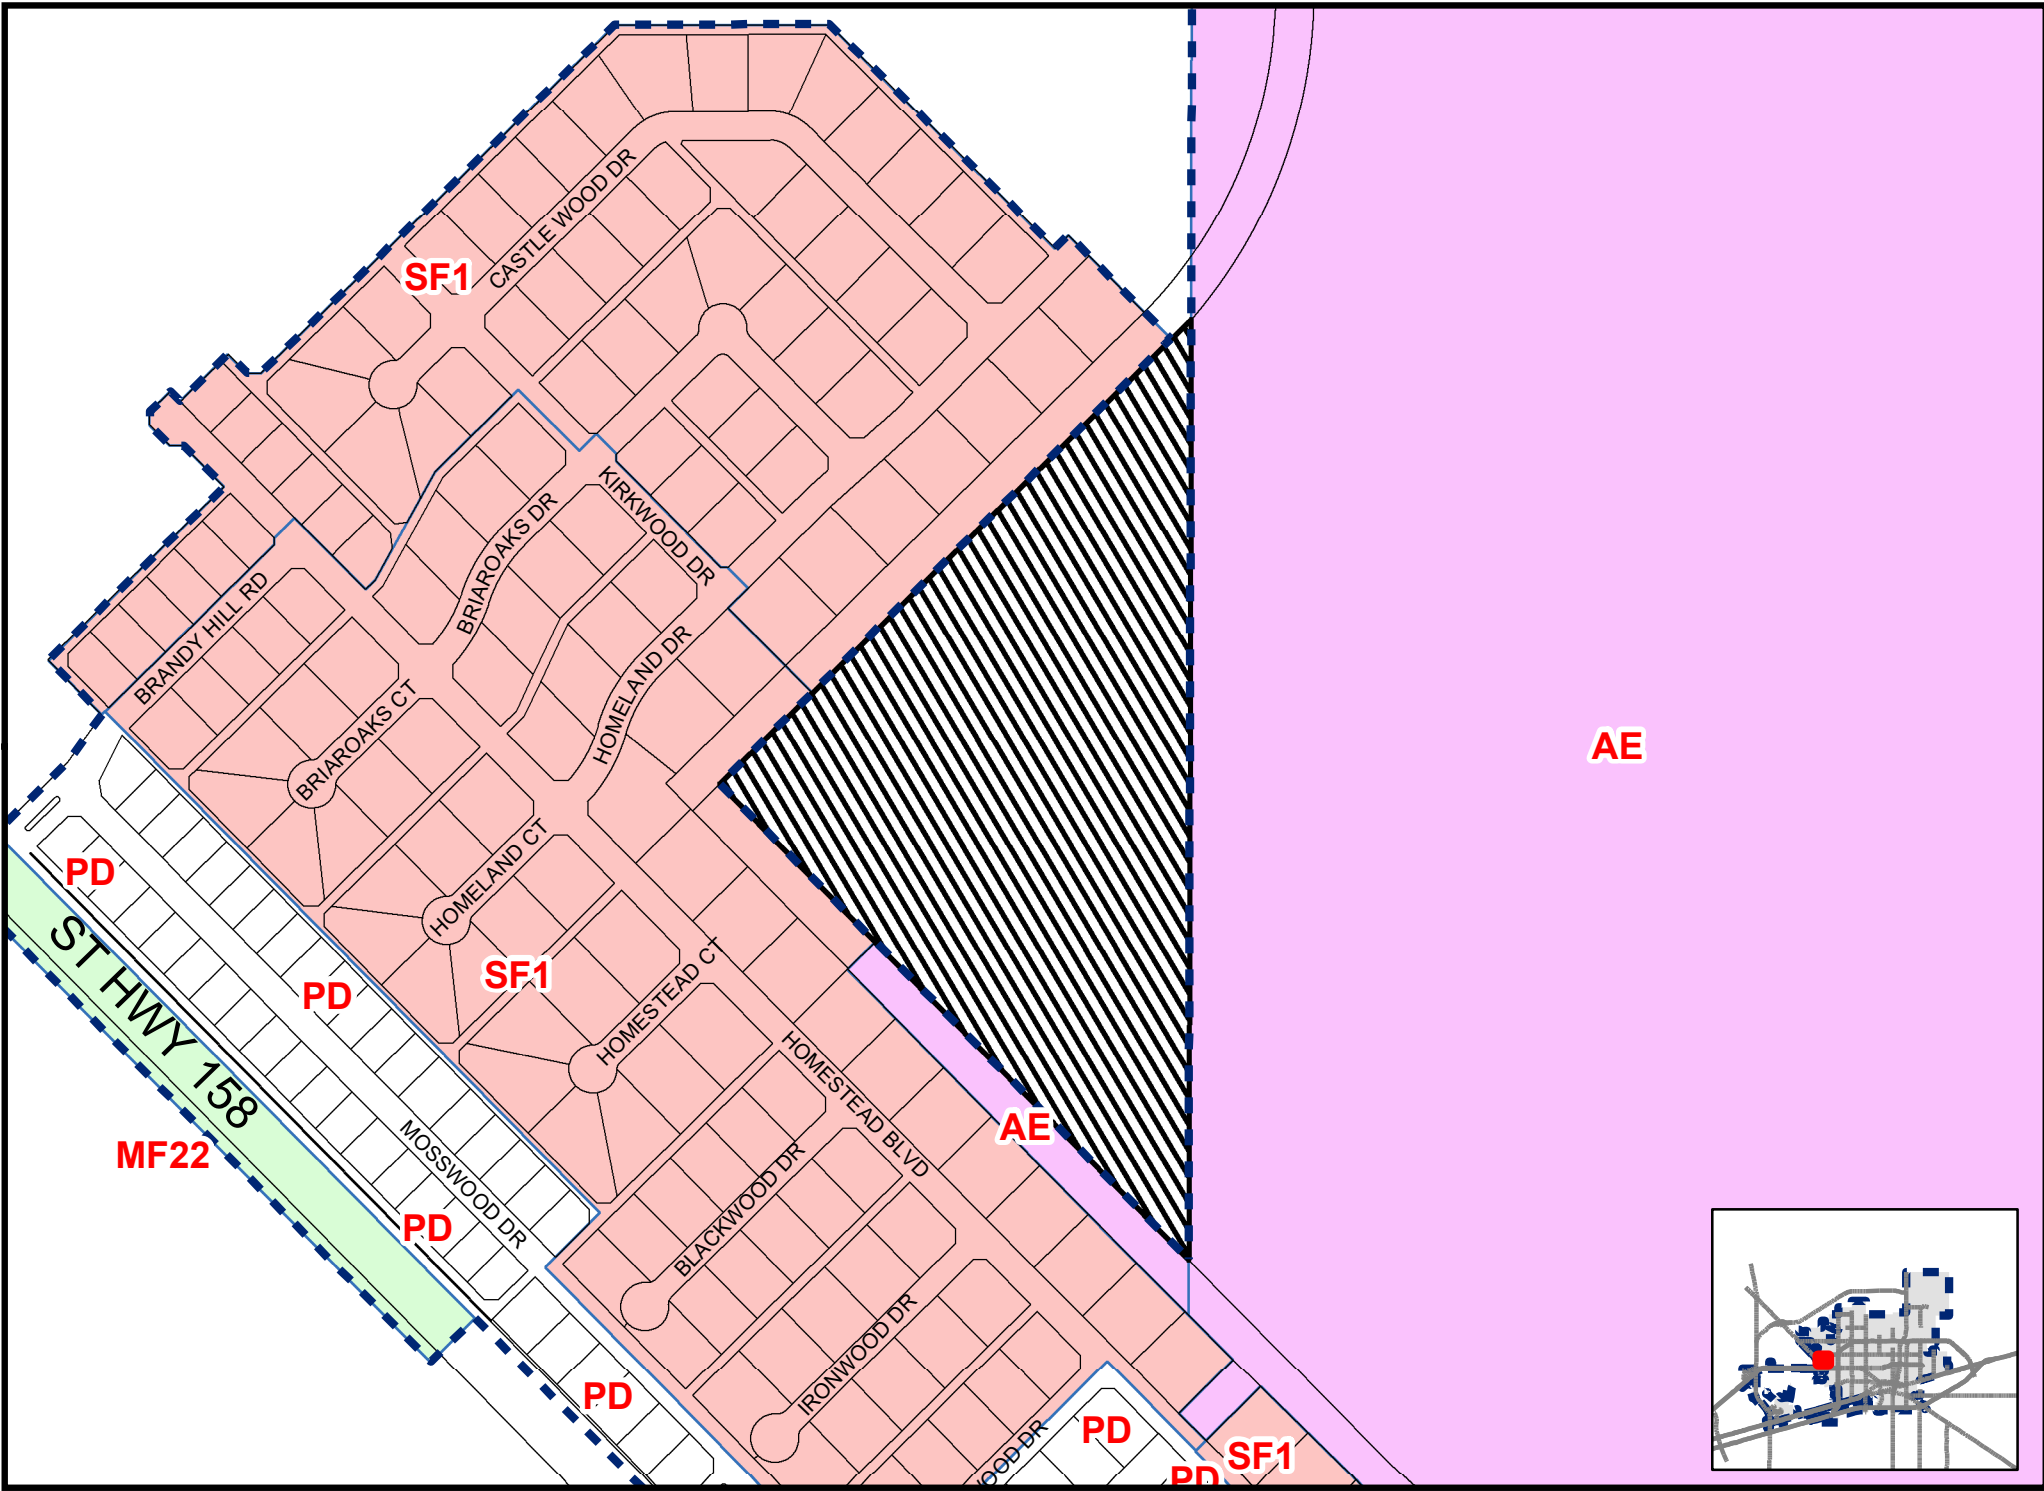 CASTLE WOOD DR
SF1
KIRKWOOD DR
BRIAROAKS DR
BRANDY HILL RD
HOMELAND DR
BRIAROAKS CT
AE
HOMELAND CT
PD
ST HWY 158
SF1
PD
HOMESTEAD CT
HOMESTEAD BLVD
AE
MF22
MOSSWOOD DR
BLACKWOOD DR
PD
IRONWOOD DR
PD
PD
OOD DR
SF1
PD